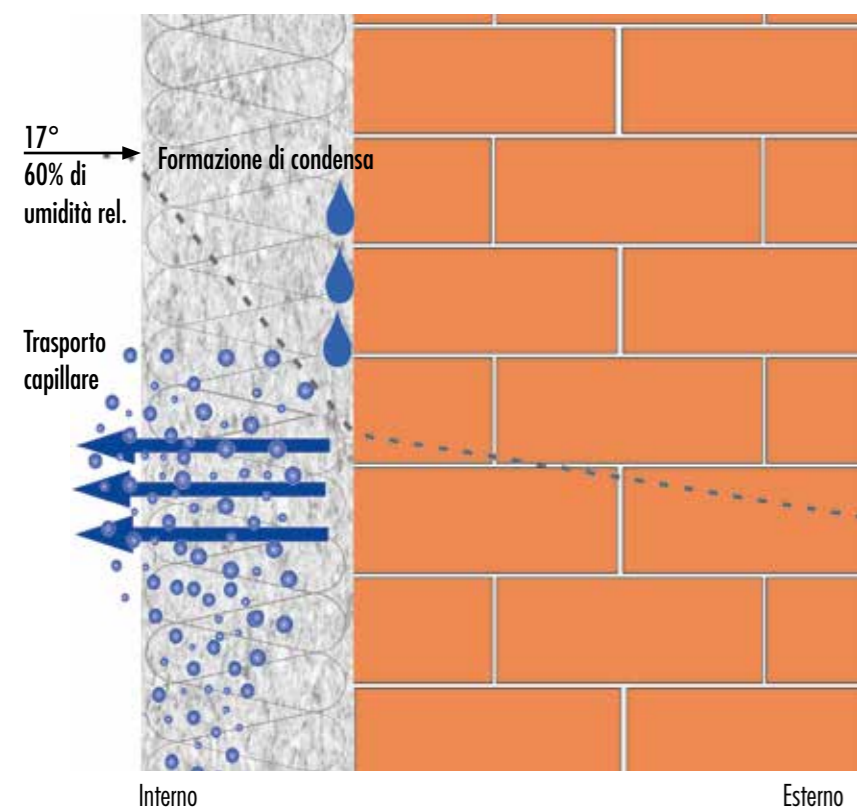 17°
Formazione di condensa
60% di
umidità rel.
Trasporto
capillare
Interno
Esterno